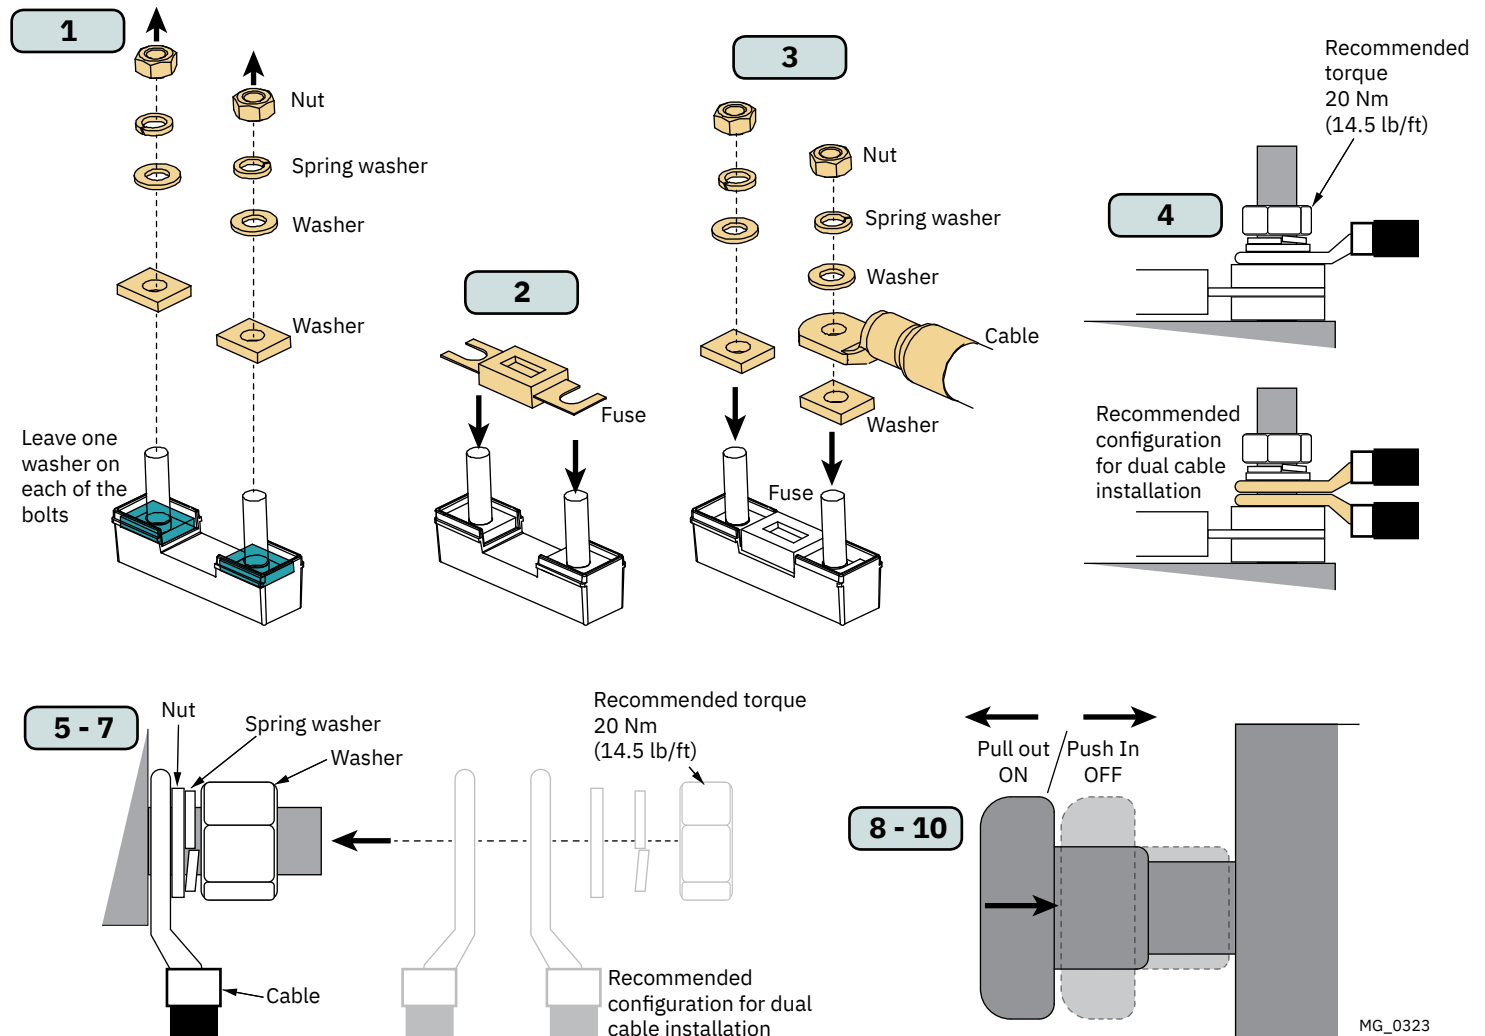 1
Nut
Spring washer
Washer
Washer
Leave one
washer on
each of the
bolts
2
Fuse
3
Nut
Spring washer
Washer
Cable
Washer
Fuse
4
Recommended
torque
20 Nm
(14.5 lb/ft)
Recommended
configuration
for dual cable
installation
5 - 7
Nut
Spring washer
Washer
Cable
Recommended torque
20 Nm
(14.5 lb/ft)
Recommended
configuration for dual
cable installation
8 - 10
Pull out
ON
Push In
OFF
MG_0323